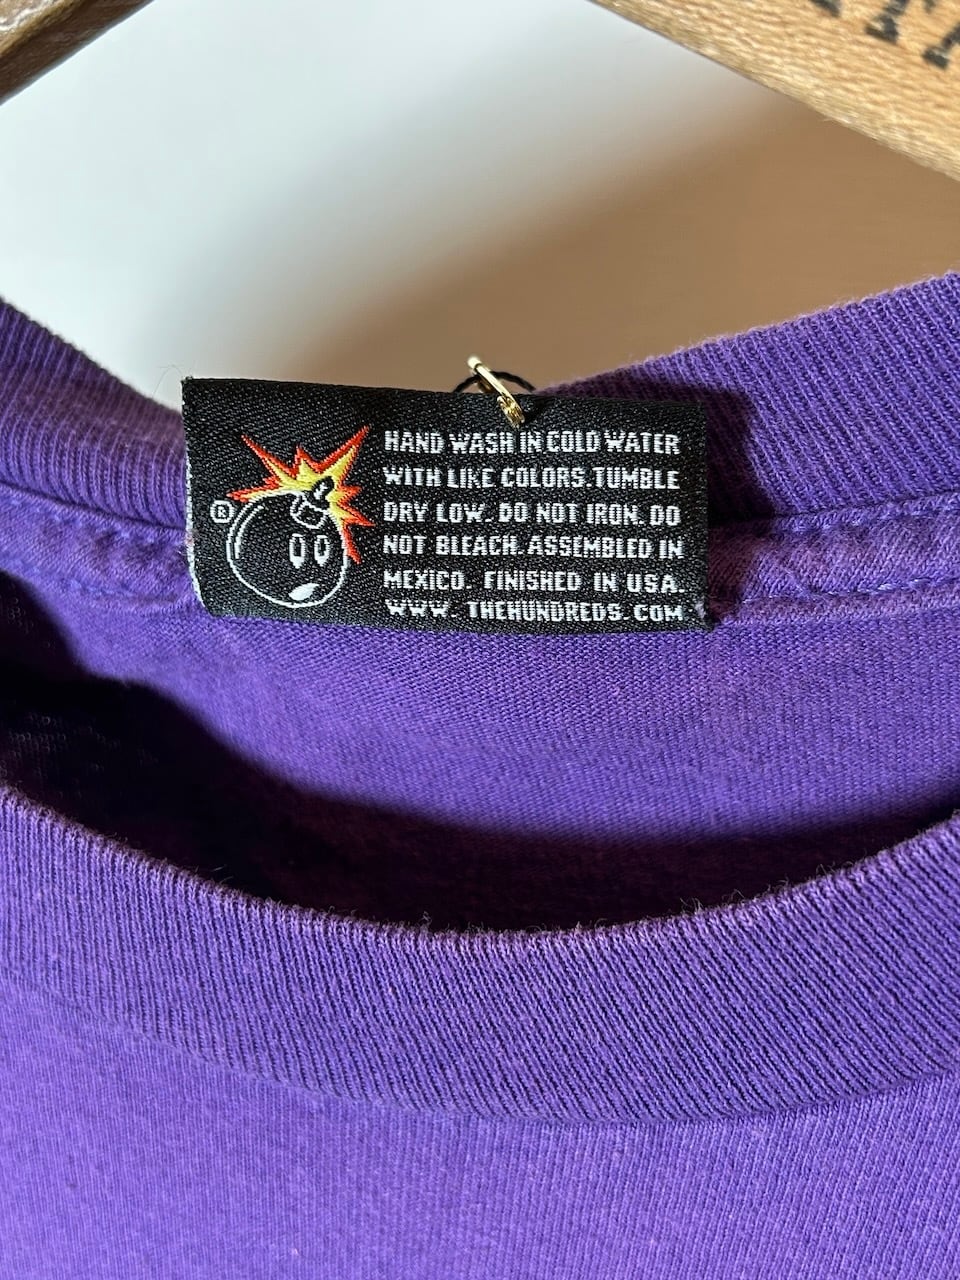 HAND WASH IN COLD WATER
WITH LIKE COLORS. TUMBLE
DRY LOW. DO NOT IRON. DO
NOT BLEACH. ASSEMBLED IN
MEXICO. FINISHED IN USA.
WWW. THEHUNDREDS. COM
®